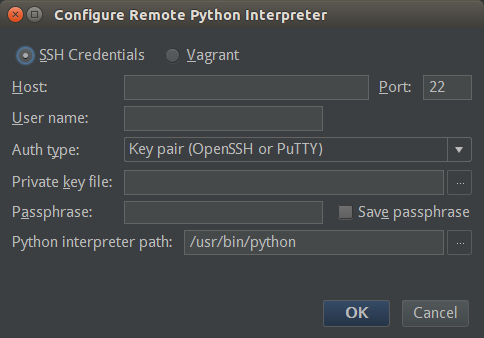 Configure Remote Python Interpreter
SSH Credentials Vagrant
Host: Port: 22
User name:
Auth type: Key pair (OpenSSH or PuTTY)
Private key file: ...
Passphrase: Save passphrase
Python interpreter path: /usr/bin/python ...
OK Cancel